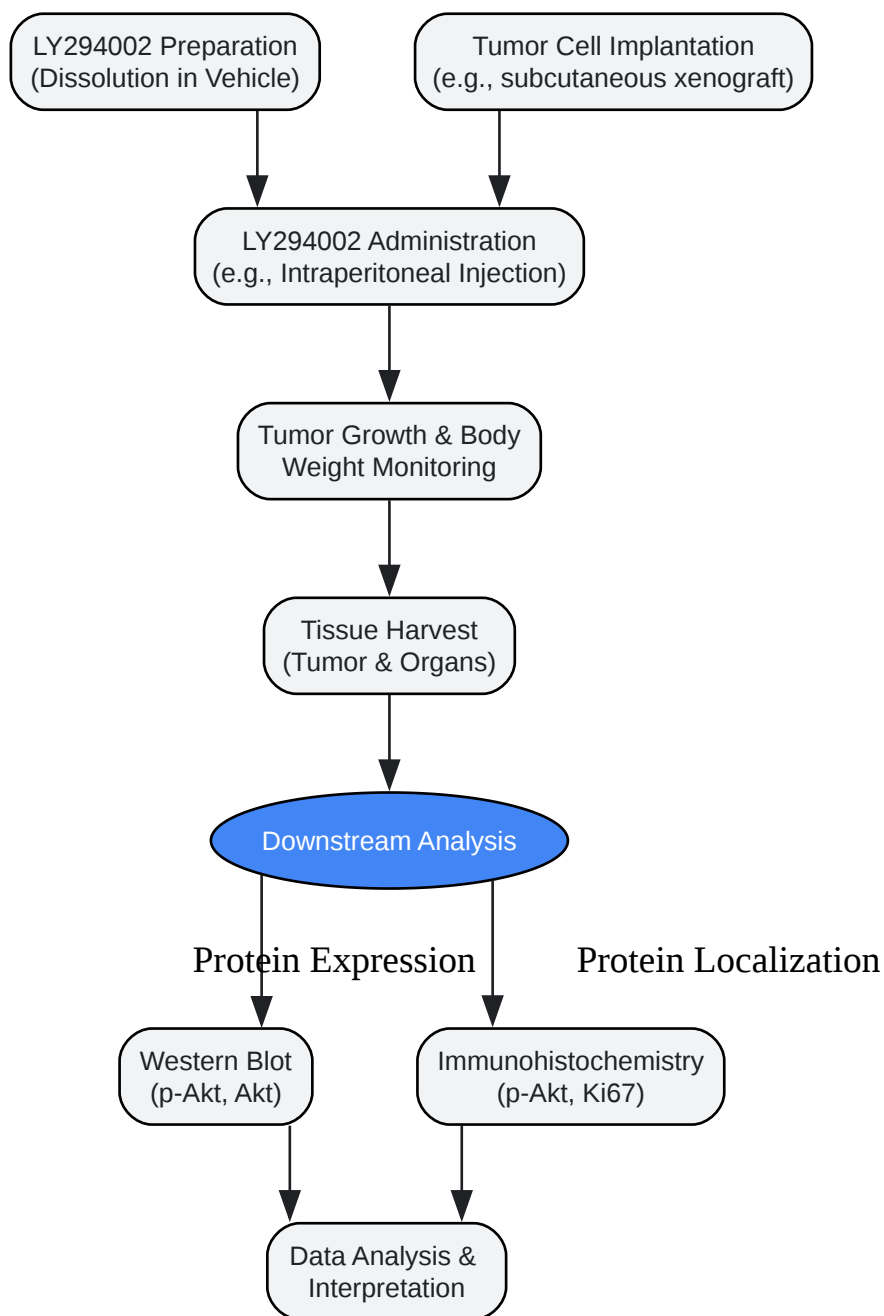 LY294002 Preparation
(Dissolution in Vehicle)
Tumor Cell Implantation
(e.g., subcutaneous xenograft)
LY294002 Administration
(e.g., Intraperitoneal Injection)
Tumor Growth & Body
Weight Monitoring
Tissue Harvest
(Tumor & Organs)
Downstream Analysis
Protein Expression
Protein Localization
Western Blot
(p-Akt, Akt)
Immunohistochemistry
(p-Akt, Ki67)
Data Analysis &
Interpretation